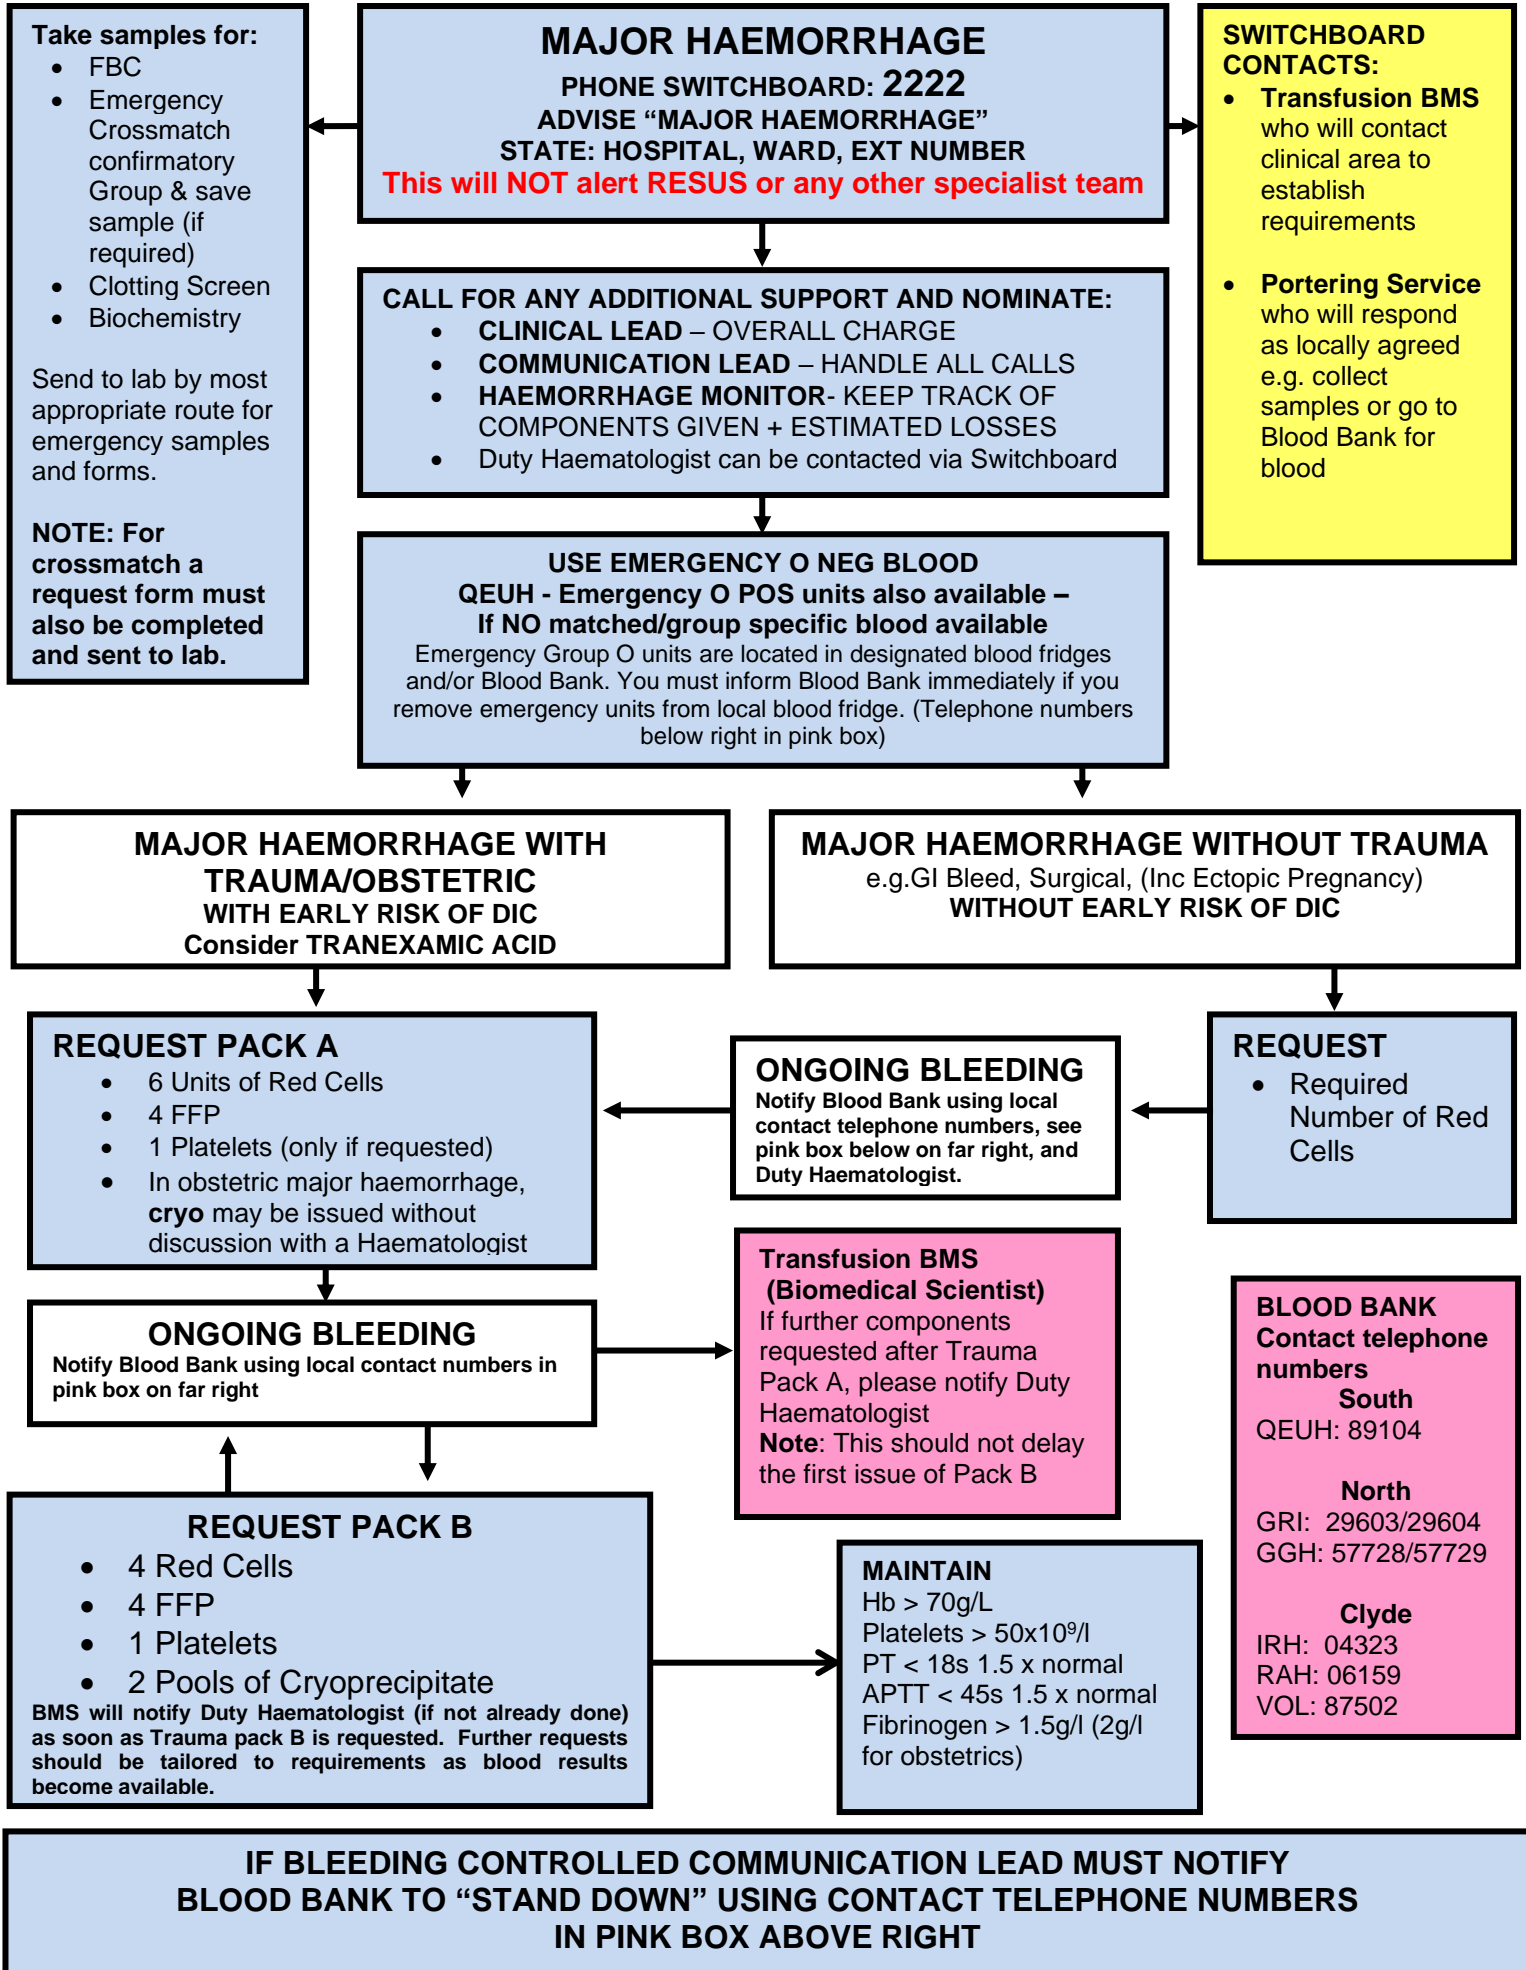 Take samples for:
• FBC
• Emergency
Crossmatch
confirmatory
Group & save
sample (if
required)
• Clotting Screen
• Biochemistry
Send to lab by most
appropriate route for
emergency samples
and forms.
NOTE: For
crossmatch a
request form must
also be completed
and sent to lab.
MAJOR HAEMORRHAGE
PHONE SWITCHBOARD: 2222
ADVISE “MAJOR HAEMORRHAGE”
STATE: HOSPITAL, WARD, EXT NUMBER
This will NOT alert RESUS or any other specialist team
SWITCHBOARD
CONTACTS:
• Transfusion BMS
who will contact
clinical area to
establish
requirements
• Portering Service
who will respond
as locally agreed
e.g. collect
samples or go to
Blood Bank for
blood
CALL FOR ANY ADDITIONAL SUPPORT AND NOMINATE:
• CLINICAL LEAD – OVERALL CHARGE
• COMMUNICATION LEAD – HANDLE ALL CALLS
• HAEMORRHAGE MONITOR- KEEP TRACK OF
COMPONENTS GIVEN + ESTIMATED LOSSES
• Duty Haematologist can be contacted via Switchboard
USE EMERGENCY O NEG BLOOD
QEUH - Emergency O POS units also available –
If NO matched/group specific blood available
Emergency Group O units are located in designated blood fridges
and/or Blood Bank. You must inform Blood Bank immediately if you
remove emergency units from local blood fridge. (Telephone numbers
below right in pink box)
MAJOR HAEMORRHAGE WITH
TRAUMA/OBSTETRIC
WITH EARLY RISK OF DIC
Consider TRANEXAMIC ACID
MAJOR HAEMORRHAGE WITHOUT TRAUMA
e.g.GI Bleed, Surgical, (Inc Ectopic Pregnancy)
WITHOUT EARLY RISK OF DIC
REQUEST PACK A
• 6 Units of Red Cells
• 4 FFP
• 1 Platelets (only if requested)
• In obstetric major haemorrhage,
cryo may be issued without
discussion with a Haematologist
ONGOING BLEEDING
Notify Blood Bank using local
contact telephone numbers, see
pink box below on far right, and
Duty Haematologist.
REQUEST
• Required
Number of Red
Cells
ONGOING BLEEDING
Notify Blood Bank using local contact numbers in
pink box on far right
Transfusion BMS
(Biomedical Scientist)
If further components
requested after Trauma
Pack A, please notify Duty
Haematologist
Note: This should not delay
the first issue of Pack B
BLOOD BANK
Contact telephone
numbers
South
QEUH: 89104
North
GRI: 29603/29604
GGH: 57728/57729
Clyde
IRH: 04323
RAH: 06159
VOL: 87502
REQUEST PACK B
• 4 Red Cells
• 4 FFP
• 1 Platelets
• 2 Pools of Cryoprecipitate
BMS will notify Duty Haematologist (if not already done)
as soon as Trauma pack B is requested. Further requests
should be tailored to requirements as blood results
become available.
MAINTAIN
Hb > 70g/L
Platelets > 50x10⁹/l
PT < 18s 1.5 x normal
APTT < 45s 1.5 x normal
Fibrinogen > 1.5g/l (2g/l
for obstetrics)
IF BLEEDING CONTROLLED COMMUNICATION LEAD MUST NOTIFY
BLOOD BANK TO “STAND DOWN” USING CONTACT TELEPHONE NUMBERS
IN PINK BOX ABOVE RIGHT